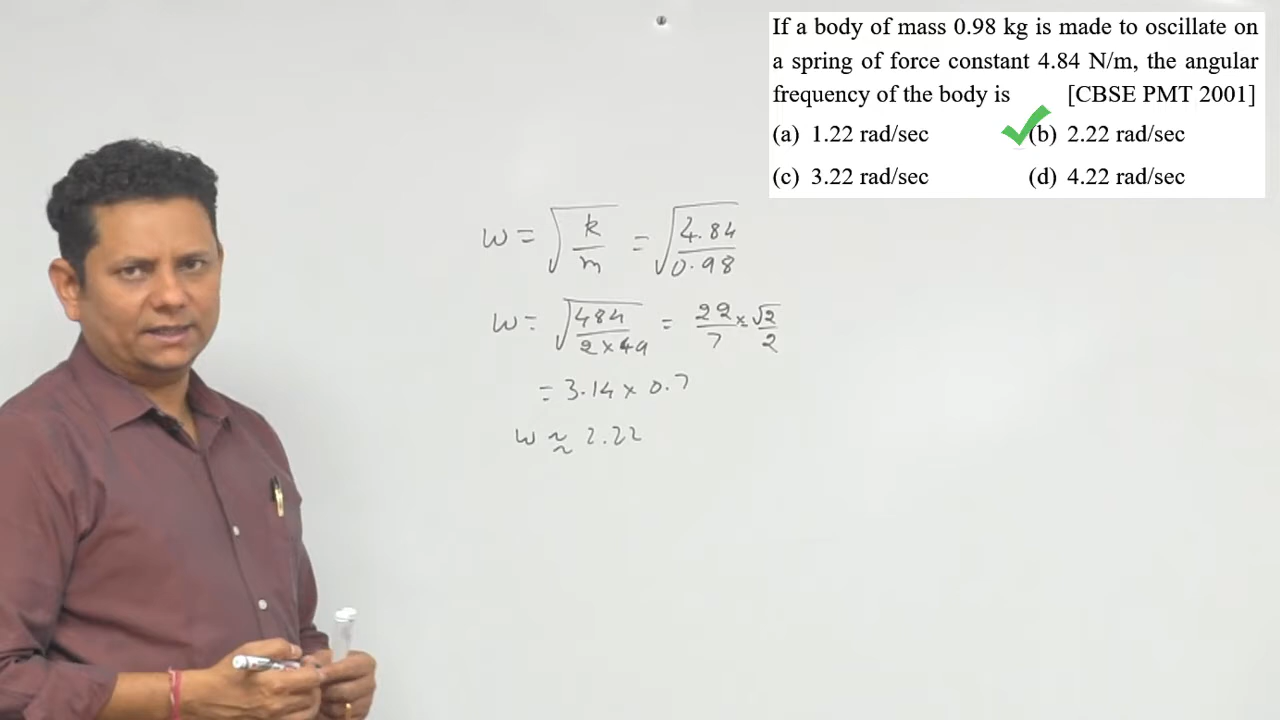 If a body of mass 0.98 kg is made to oscillate on
a spring of force constant 4.84 N/m, the angular
frequency of the body is [CBSE PMT 2001]
(a) 1.22 rad/sec (b) 2.22 rad/sec
(c) 3.22 rad/sec (d) 4.22 rad/sec
w = √(k/m) = √(4.84/0.98)
w = √(484/2×49) = 22/7 × √2/2
= 3.14 × 0.7
w ≈ 2.22